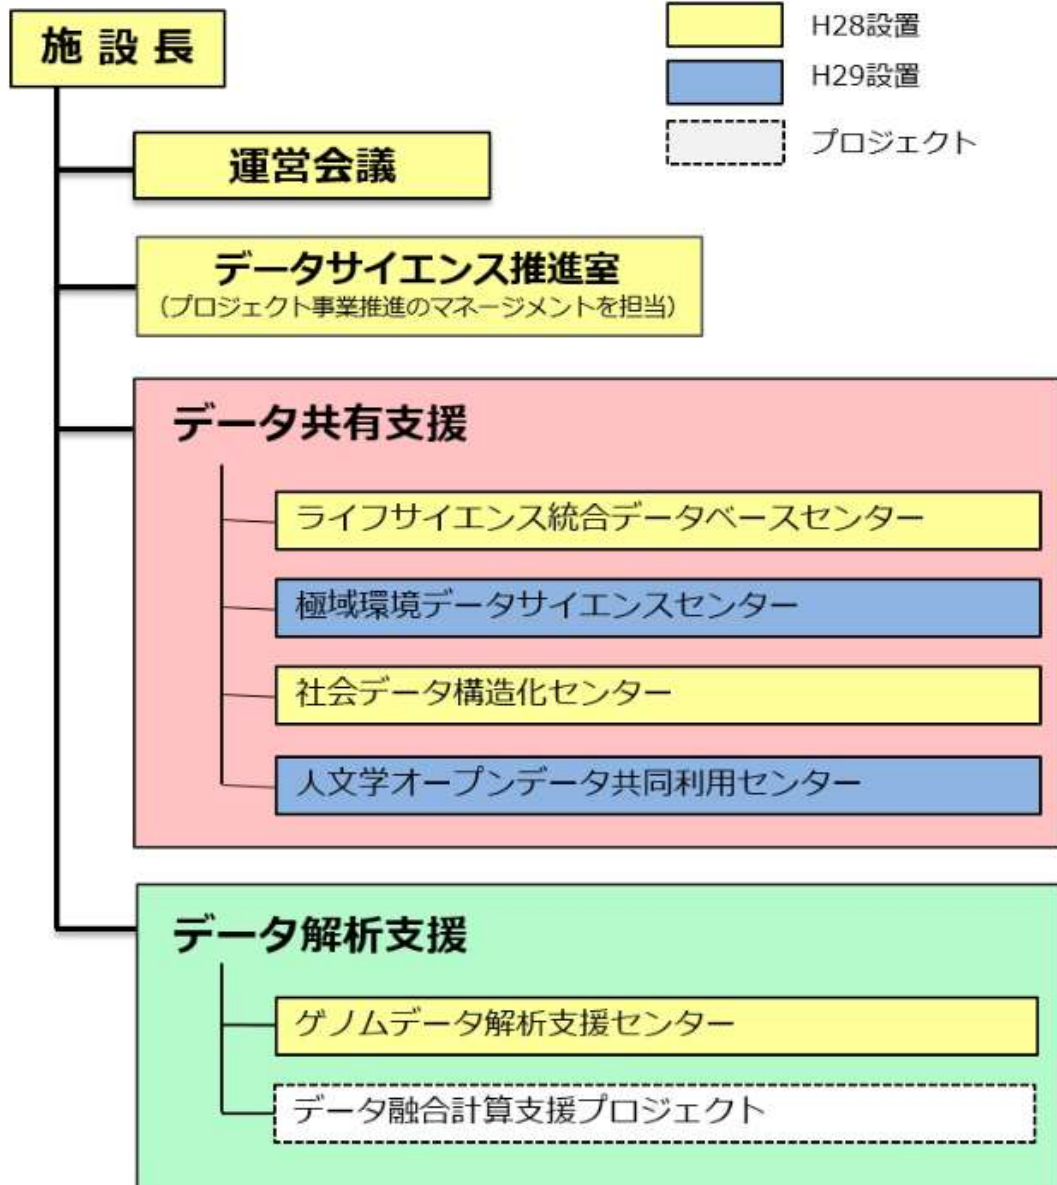 施 設 長
H28設置
H29設置
プロジェクト
運営会議
データサイエンス推進室
(プロジェクト事業推進のマネージメントを担当)
データ共有支援
ライフサイエンス統合データベースセンター
極域環境データサイエンスセンター
社会データ構造化センター
人文学オープンデータ共同利用センター
データ解析支援
ゲノムデータ解析支援センター
データ融合計算支援プロジェクト